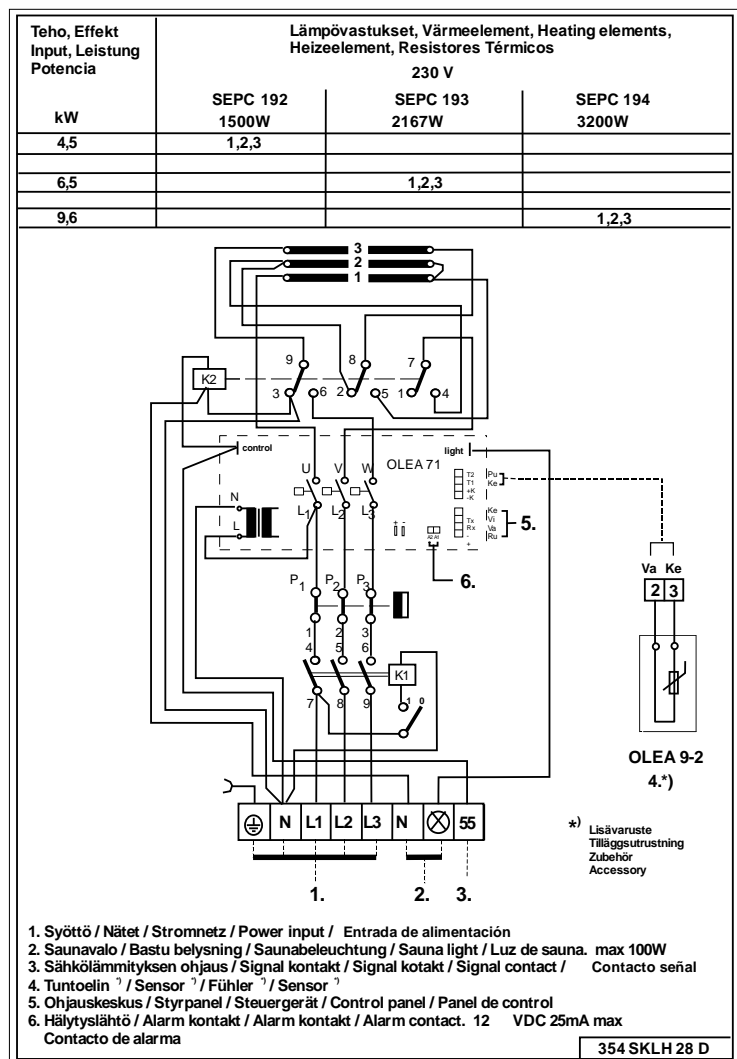 Teho, Effekt
Input, Leistung
Potencia
Lämpövastukset, Värmeelement, Heating elements,
Heizeelement, Resistores Térmicos
230 V
kW
SEPC 192
1500W
SEPC 193
2167W
SEPC 194
3200W
4,5 1,2,3
6,5 1,2,3
9,6 1,2,3
3
2
1
9 8 7
K2
3 6 2 5 1 4
control
light
U V W
OLEA 71
T2
T1
+K
-K
Pu
Ke
N
L
L1 L2 L3
+ -
A2 A1
Tx
Rx
-
+
Ke
Vi
Va
Ru
5.
6.
P1 P2 P3
1 2 3
4 5 6
K1
7 8 9
1 0
Va Ke
2 3
OLEA 9-2
4.*)
N L1 L2 L3 N 55
1. 2. 3.
*) Lisävaruste
Tilläggsutrustning
Zubehör
Accessory
1. Syöttö / Nätet / Stromnetz / Power input / Entrada de alimentación
2. Saunavalo / Bastu belysning / Saunabeleuchtung / Sauna light / Luz de sauna. max 100W
3. Sähkölämmityksen ohjaus / Signal kontakt / Signal kotakt / Signal contact / Contacto señal
4. Tuntoelin *) / Sensor *) / Fühler *) / Sensor *)
5. Ohjauskeskus / Styrpanel / Steuergerät / Control panel / Panel de control
6. Hälytyslähtö / Alarm kontakt / Alarm kontakt / Alarm contact. 12 VDC 25mA max
Contacto de alarma
354 SKLH 28 D